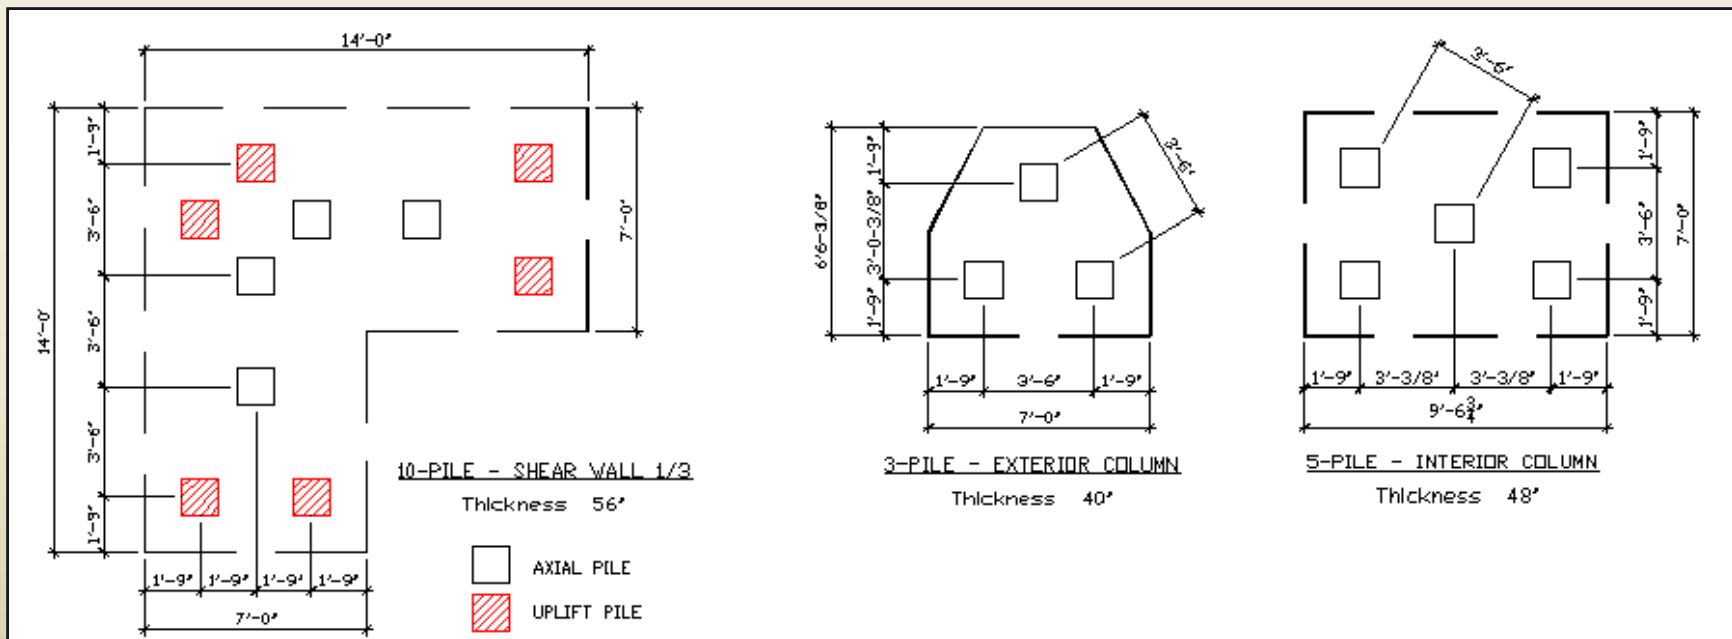 14'-0"
1'-9"
3'-6"
3'-6"
3'-6"
1'-9"
14'-0'
7'-0"
1'-9" 1'-9" 1'-9" 1'-9"
7'-0"
10-PILE - SHEAR WALL 1/3
Thickness 56"
AXIAL PILE
UPLIFT PILE
3'-6"
1'-9"
3'-0-3/8"
1'-9"
6'6-3/8"
1'-9" 3'-6" 1'-9"
7'-0"
3-PILE - EXTERIOR COLUMN
Thickness 40"
3'-6"
1'-9"
3'-6"
1'-9"
7'-0"
1'-9" 3'-3/8' 3'-3/8" 1'-9"
9'-6 3/4"
5-PILE - INTERIOR COLUMN
Thickness 48"